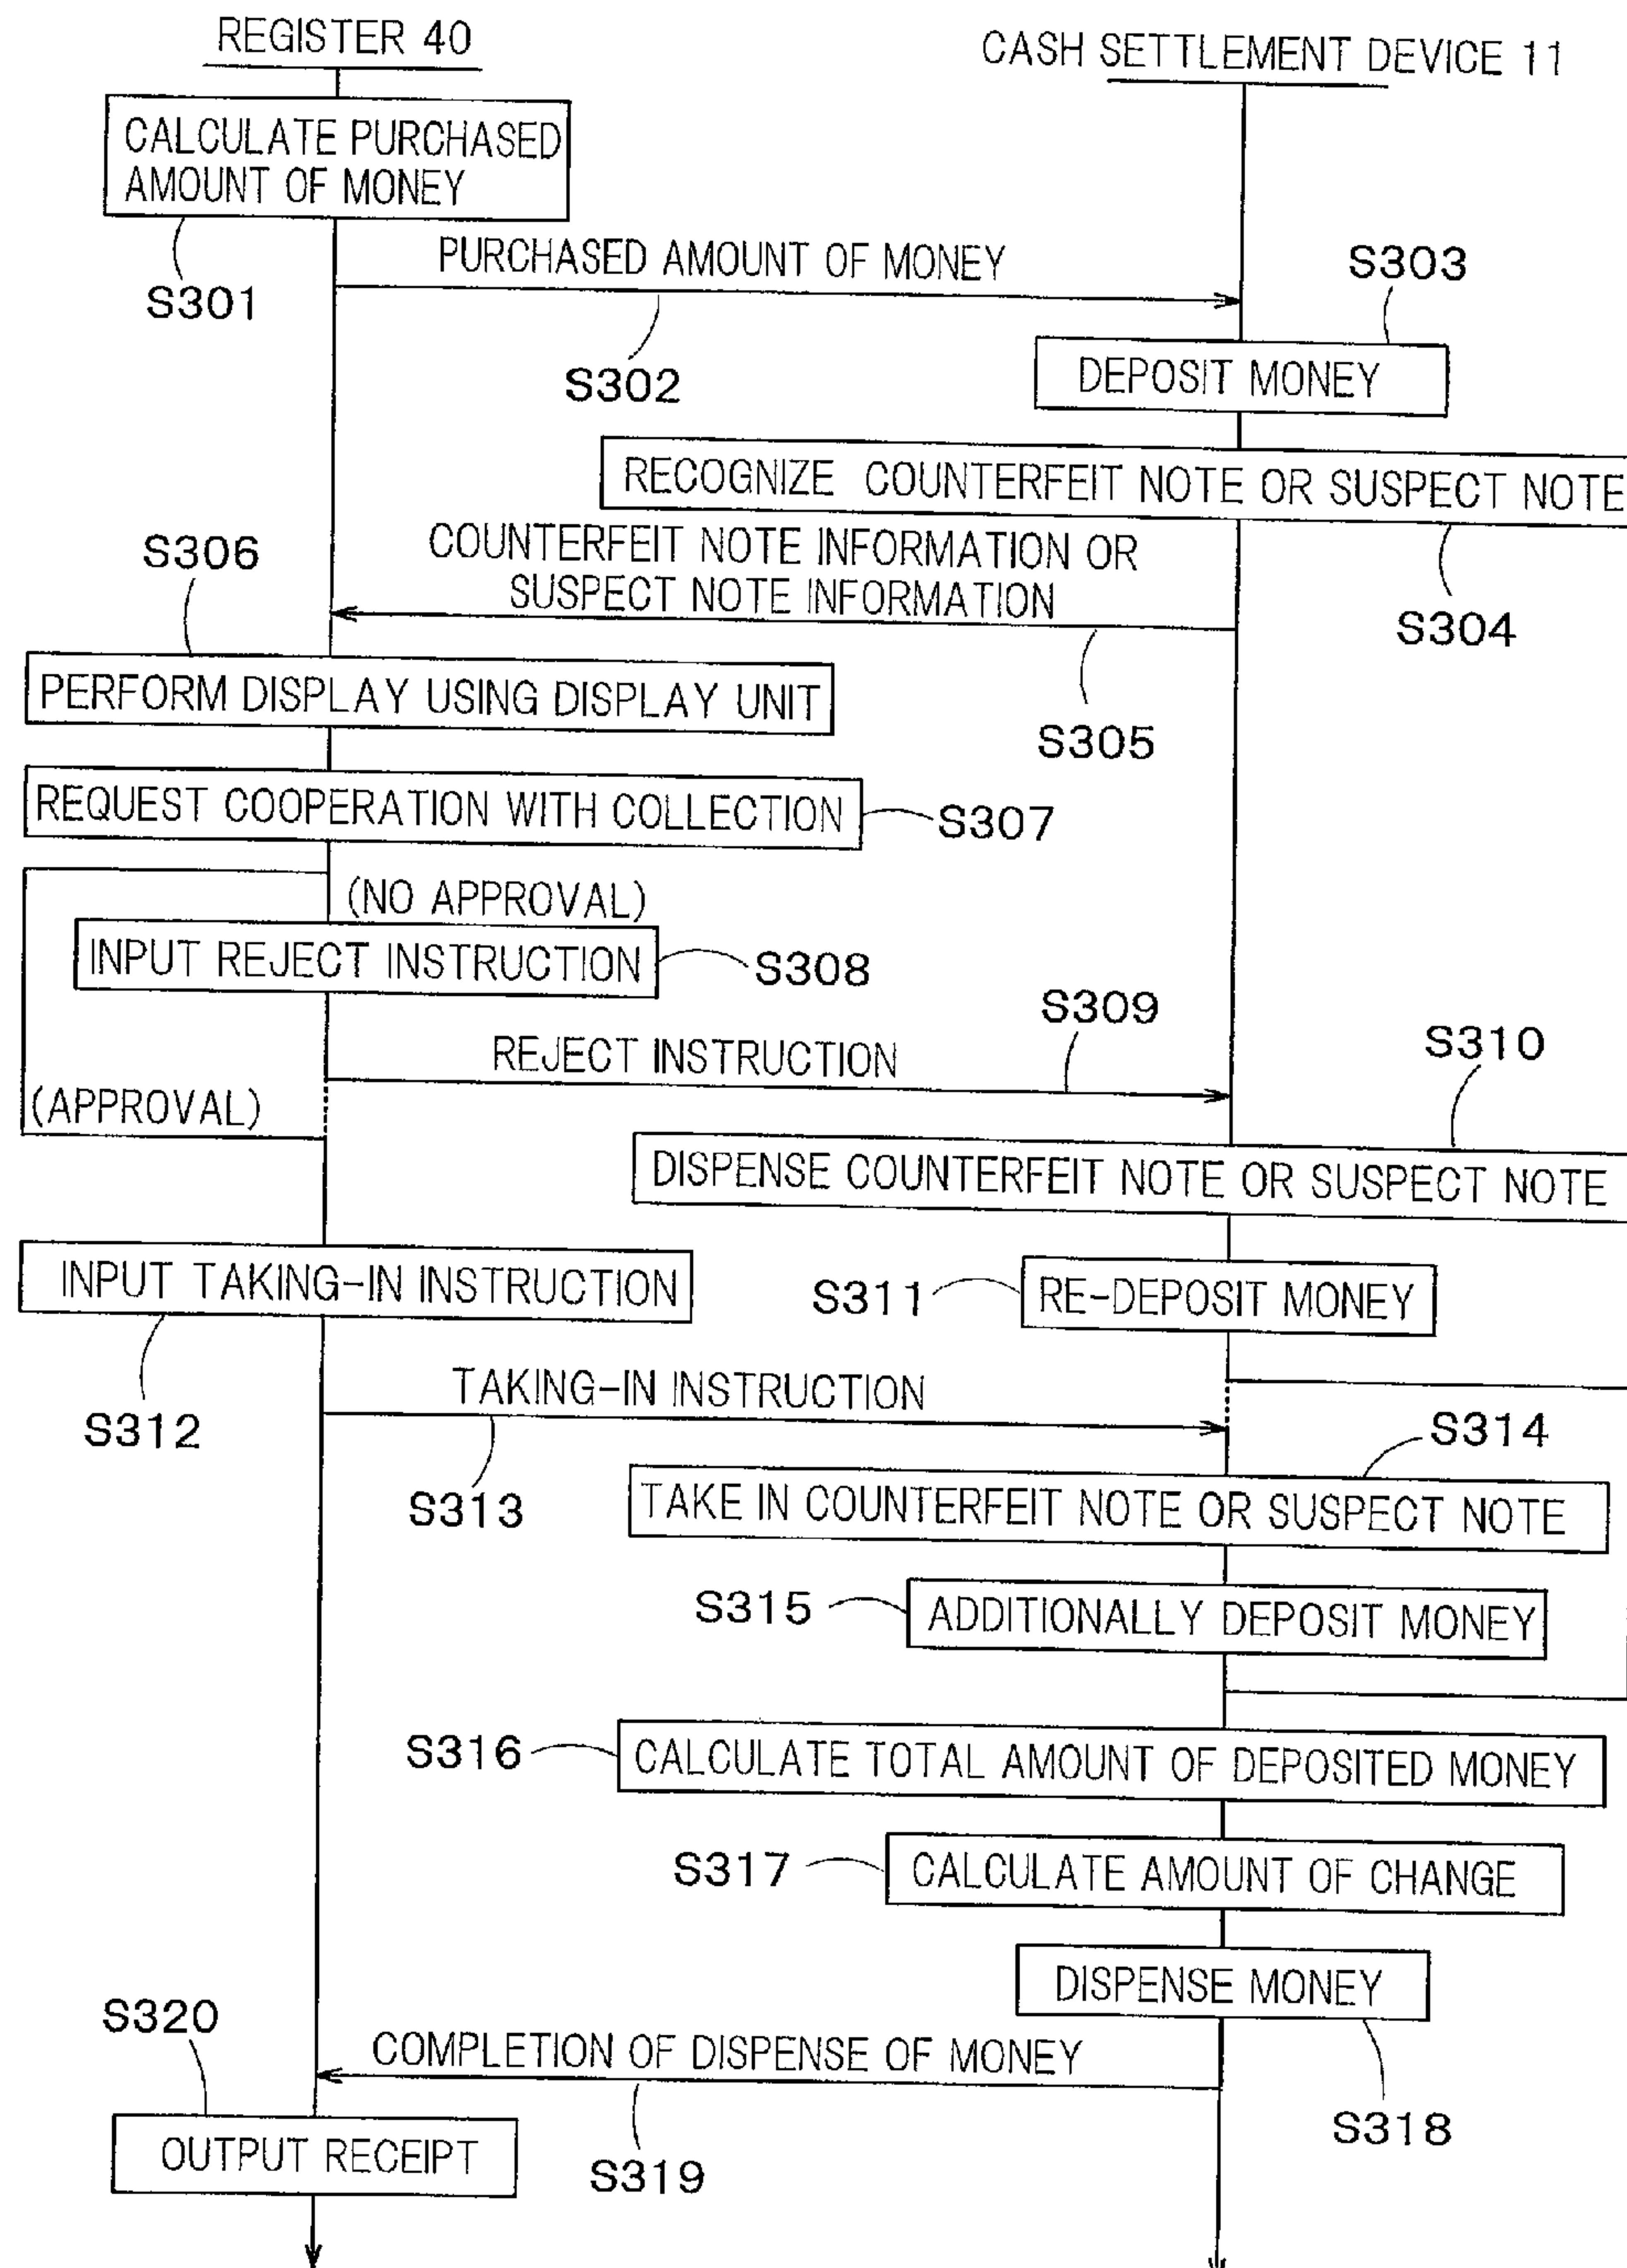 REGISTER 40
CASH SETTLEMENT DEVICE 11
CALCULATE PURCHASED
AMOUNT OF MONEY
S301
PURCHASED AMOUNT OF MONEY
S302
S303
DEPOSIT MONEY
RECOGNIZE COUNTERFEIT NOTE OR SUSPECT NOTE
S304
COUNTERFEIT NOTE INFORMATION OR
SUSPECT NOTE INFORMATION
S305
S306
PERFORM DISPLAY USING DISPLAY UNIT
REQUEST COOPERATION WITH COLLECTION
S307
(NO APPROVAL)
INPUT REJECT INSTRUCTION
S308
REJECT INSTRUCTION
S309
(APPROVAL)
S310
DISPENSE COUNTERFEIT NOTE OR SUSPECT NOTE
S311
RE-DEPOSIT MONEY
INPUT TAKING-IN INSTRUCTION
S312
TAKING-IN INSTRUCTION
S313
S314
TAKE IN COUNTERFEIT NOTE OR SUSPECT NOTE
S315
ADDITIONALLY DEPOSIT MONEY
S316
CALCULATE TOTAL AMOUNT OF DEPOSITED MONEY
S317
CALCULATE AMOUNT OF CHANGE
DISPENSE MONEY
S318
COMPLETION OF DISPENSE OF MONEY
S319
S320
OUTPUT RECEIPT